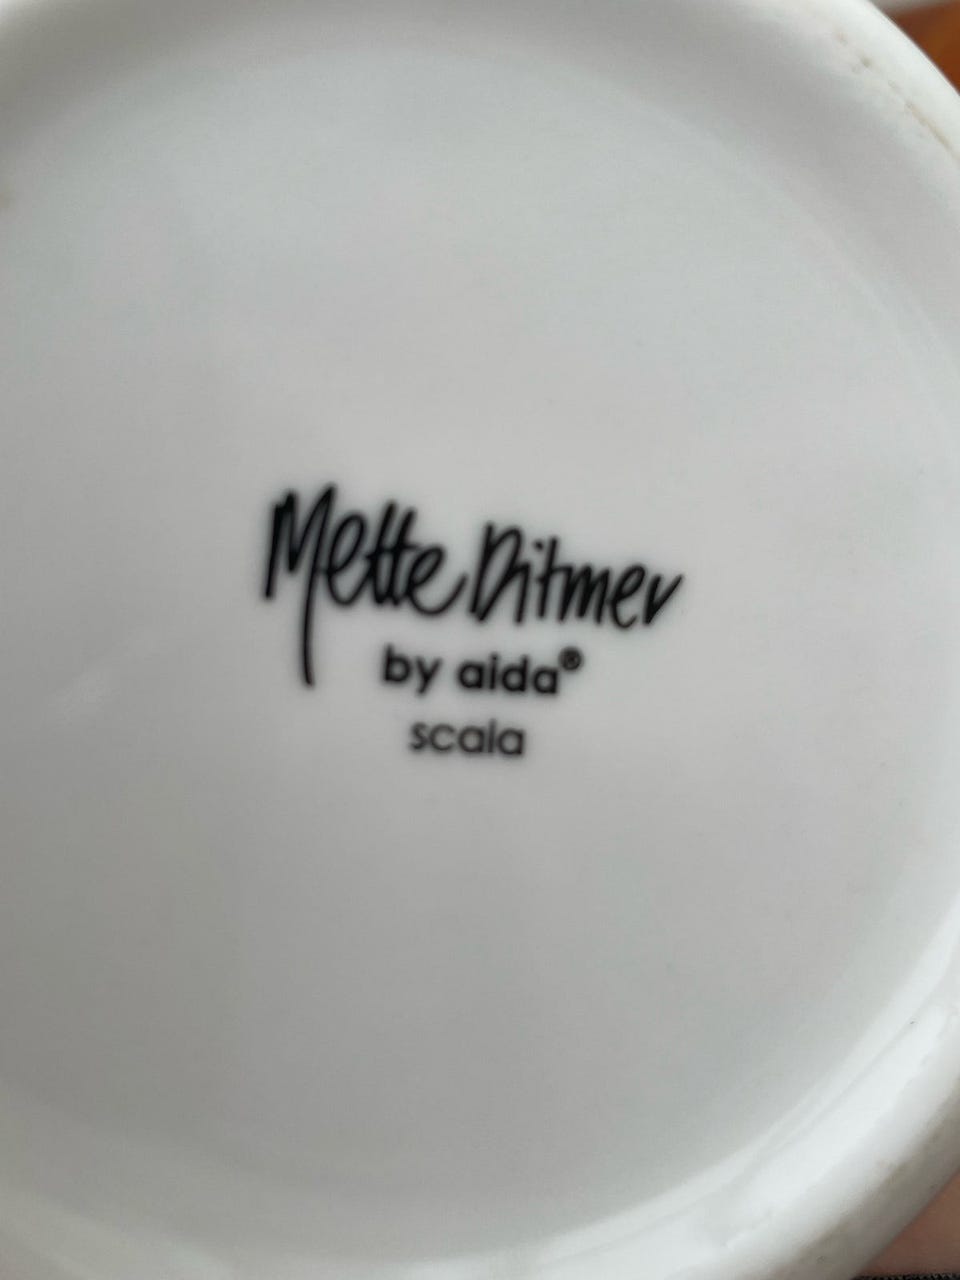 Mette Ditmer
by aida®
scala